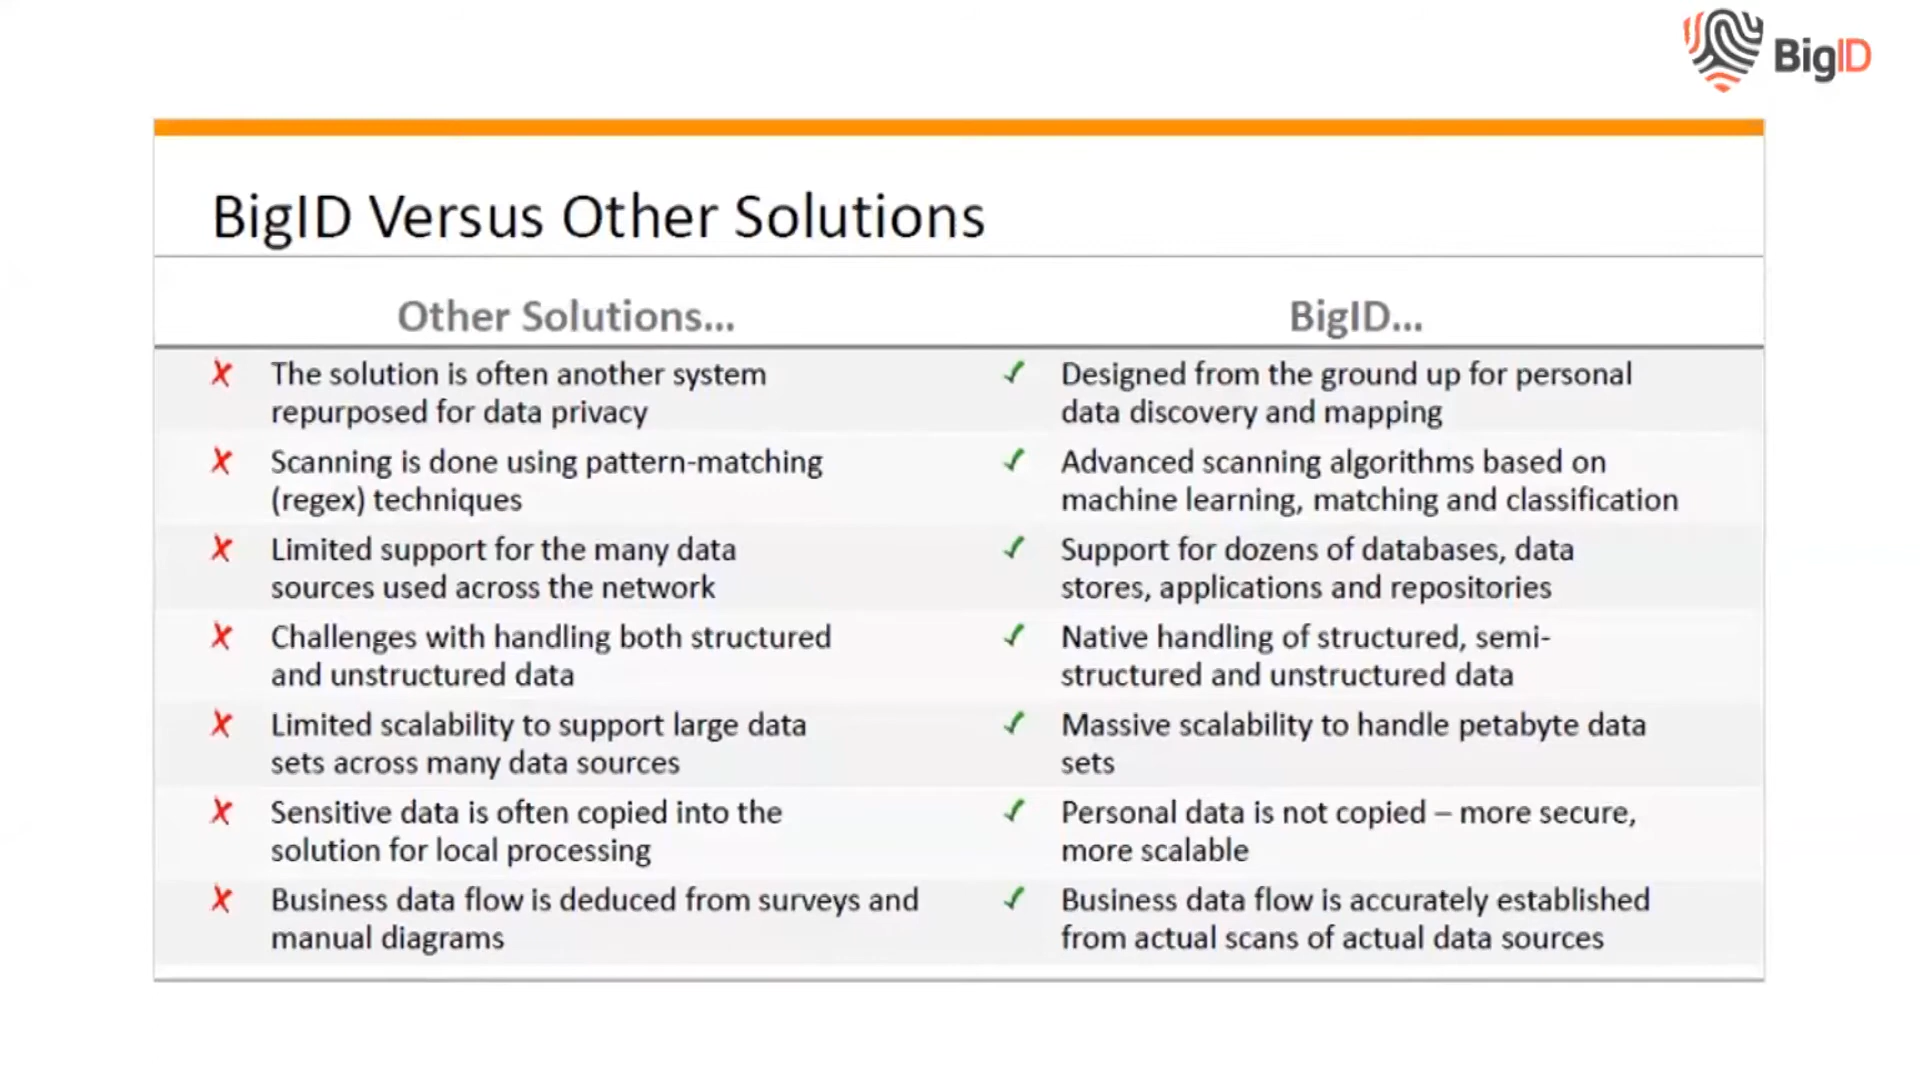 BigID
BigID Versus Other Solutions
Other Solutions...
BigID...
The solution is often another system
repurposed for data privacy
Designed from the ground up for personal
data discovery and mapping
Scanning is done using pattern-matching
(regex) techniques
Advanced scanning algorithms based on
machine learning, matching and classification
Limited support for the many data
sources used across the network
Support for dozens of databases, data
stores, applications and repositories
Challenges with handling both structured
and unstructured data
Native handling of structured, semi-
structured and unstructured data
Limited scalability to support large data
sets across many data sources
Massive scalability to handle petabyte data
sets
Sensitive data is often copied into the
solution for local processing
Personal data is not copied – more secure,
more scalable
Business data flow is deduced from surveys and
manual diagrams
Business data flow is accurately established
from actual scans of actual data sources